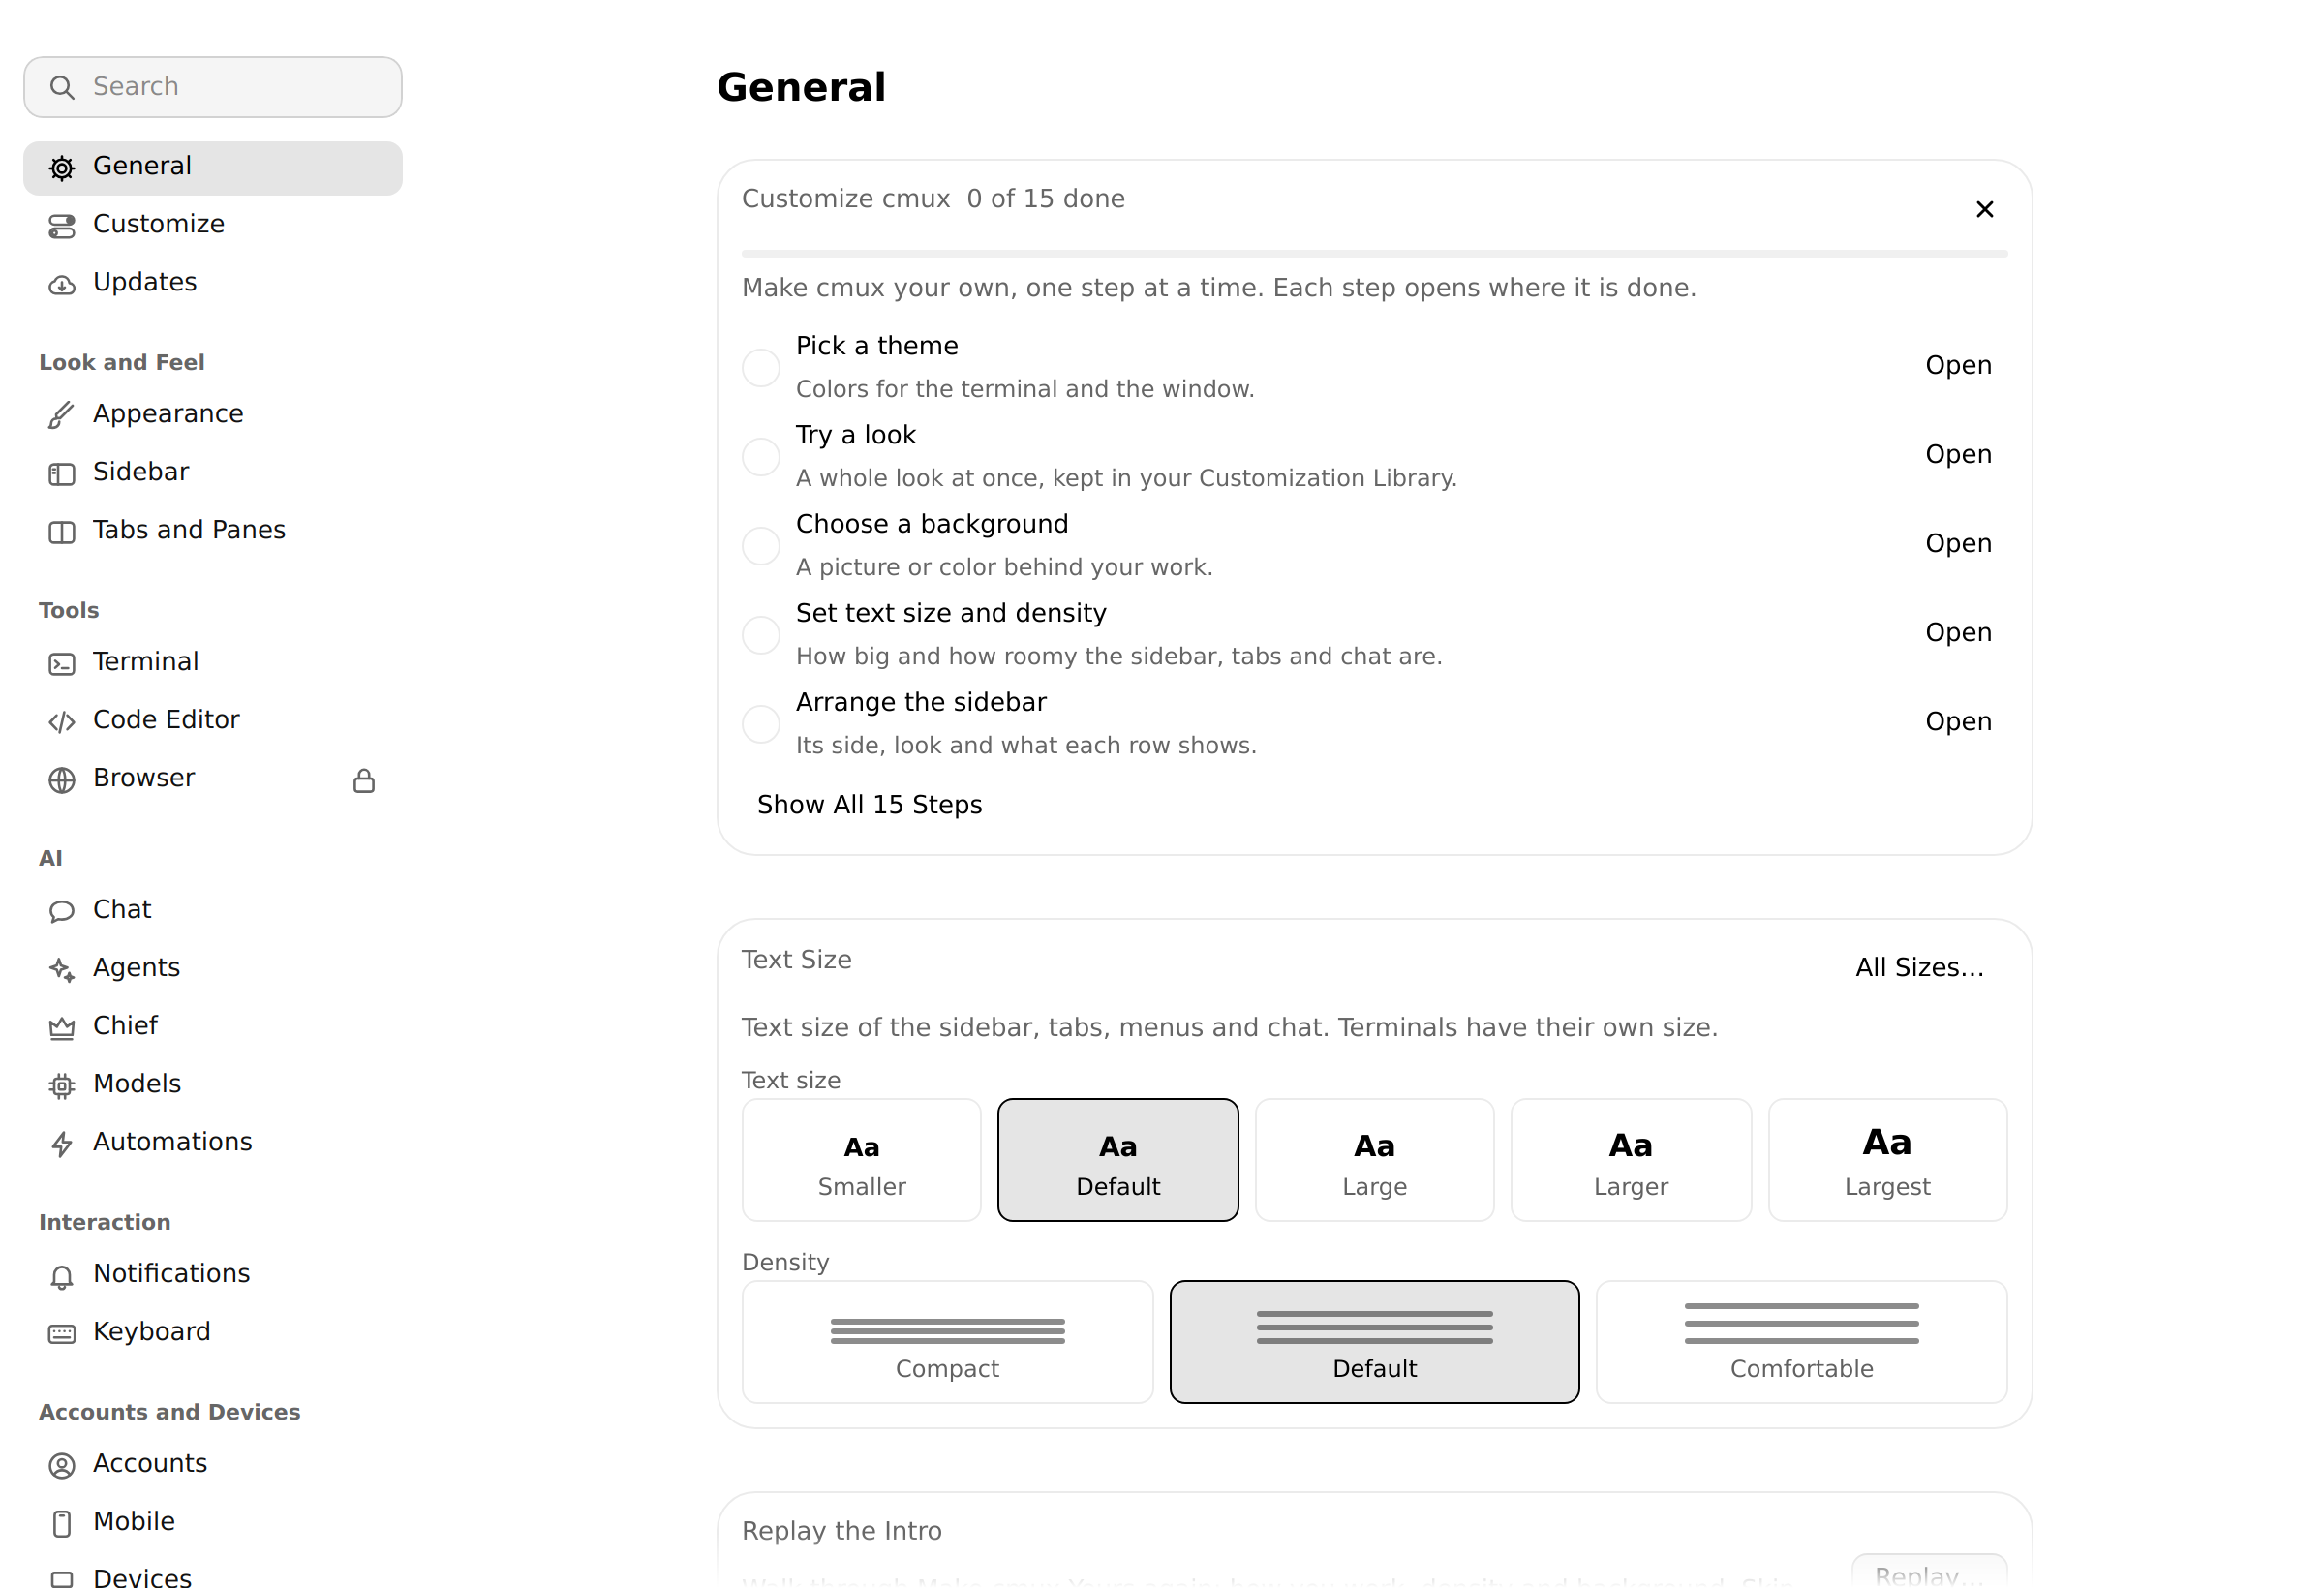 Search
General
Customize
Updates
Look and Feel
Appearance
Sidebar
Tabs and Panes
Tools
Terminal
Code Editor
Browser
AI
Chat
Agents
Chief
Models
Automations
Interaction
Notifications
Keyboard
Accounts and Devices
Accounts
Mobile
Devices
General
Customize cmux 0 of 15 done
Make cmux your own, one step at a time. Each step opens where it is done.
Pick a theme
Colors for the terminal and the window.
Open
Try a look
A whole look at once, kept in your Customization Library.
Open
Choose a background
A picture or color behind your work.
Open
Set text size and density
How big and how roomy the sidebar, tabs and chat are.
Open
Arrange the sidebar
Its side, look and what each row shows.
Open
Show All 15 Steps
Text Size
All Sizes...
Text size of the sidebar, tabs, menus and chat. Terminals have their own size.
Text size
Aa
Smaller
Aa
Default
Aa
Large
Aa
Larger
Aa
Largest
Density
Compact
Default
Comfortable
Replay the Intro
Replay...